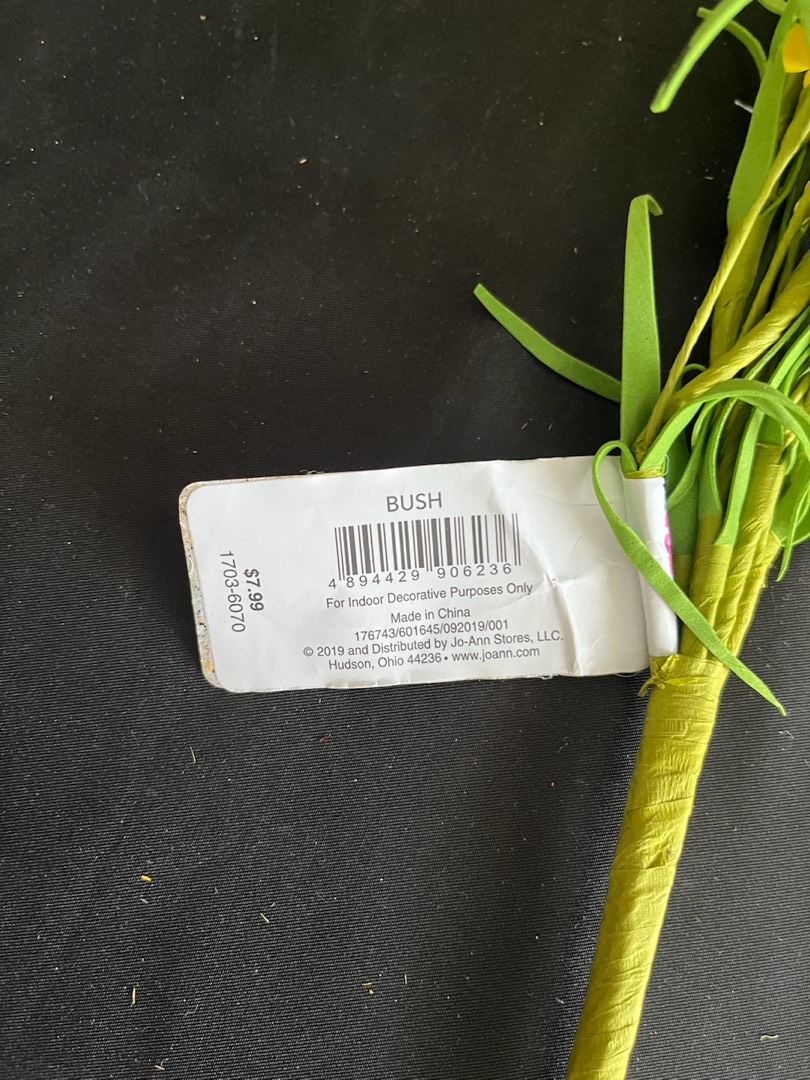 BUSH
4 894429 906236
For Indoor Decorative Purposes Only
Made in China
176743/601645/092019/001
© 2019 and Distributed by Jo-Ann Stores, LLC.
Hudson, Ohio 44236 • www.joann.com
$7.99
1703-6070